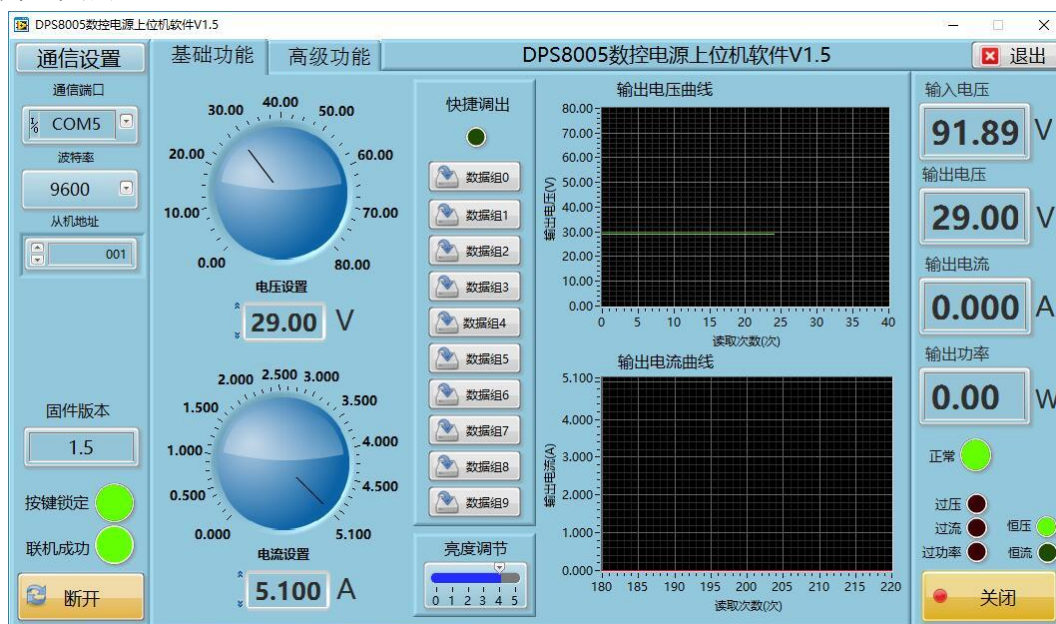 DPS8005数控电源上位机软件V1.5
通信设置
基础功能
高级功能
DPS8005数控电源上位机软件V1.5
退出
通信端口
I/O COM5
波特率
9600
从机地址
001
固件版本
1.5
按键锁定
联机成功
断开
0.00
10.00
20.00
30.00
40.00
50.00
60.00
70.00
80.00
电压设置
29.00 V
0.000
0.500
1.000
1.500
2.000
2.500
3.000
3.500
4.000
4.500
5.100
电流设置
5.100 A
快捷调出
数据组0
数据组1
数据组2
数据组3
数据组4
数据组5
数据组6
数据组7
数据组8
数据组9
亮度调节
0 1 2 3 4 5
输出电压曲线
输出电压(V)
80.00
70.00
60.00
50.00
40.00
30.00
20.00
10.00
0.00
0 5 10 15 20 25 30 35 40
读取次数(次)
输出电流曲线
输出电流(A)
5.100
4.000
3.000
2.000
1.000
0.000
180 185 190 195 200 205 210 215 220
读取次数(次)
输入电压
91.89 V
输出电压
29.00 V
输出电流
0.000 A
输出功率
0.00 W
正常
过压
过流
恒压
过功率
恒流
关闭